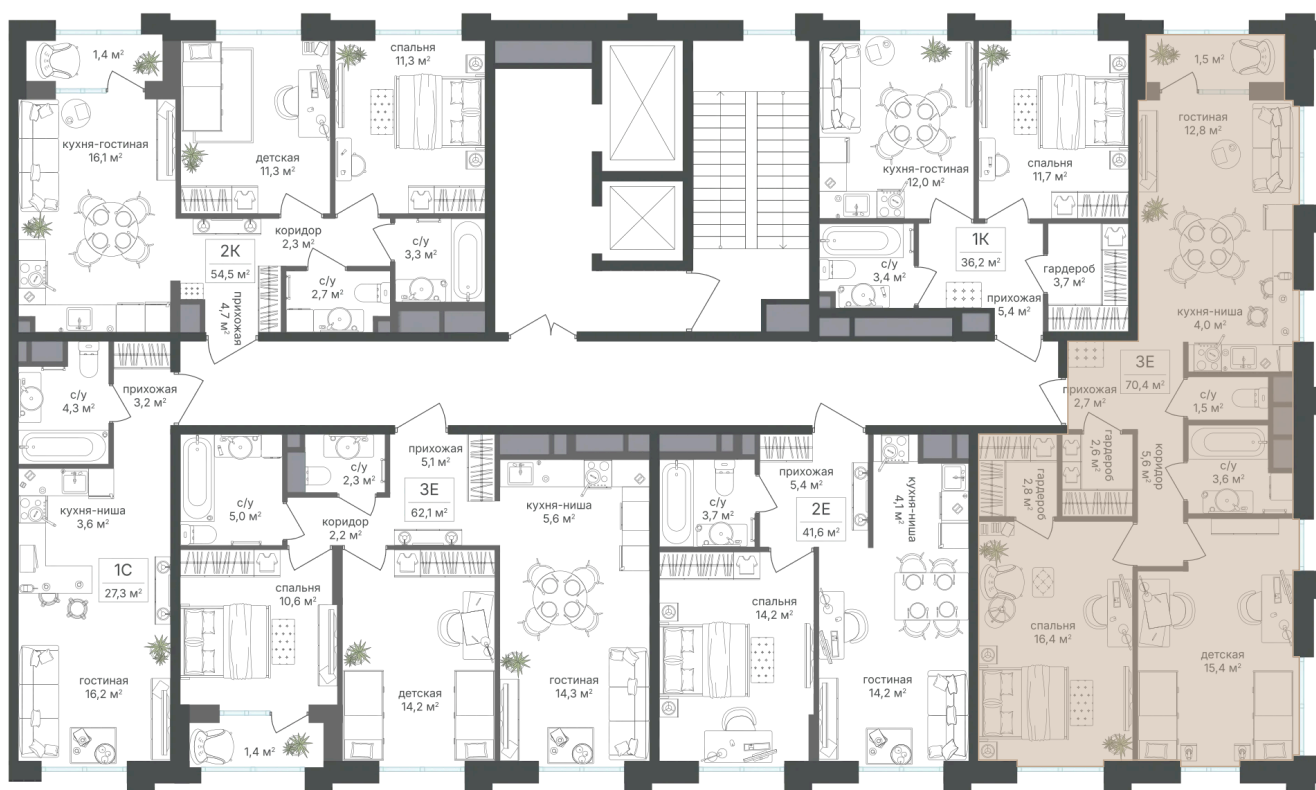 1,4 м²
кухня-гостиная
16,1 м²
детская
11,3 м²
спальня
11,3 м²
коридор
2,3 м²
2К
54,5 м²
прихожая
4,7 м²
с/у
2,7 м²
с/у
3,3 м²
кухня-гостиная
12,0 м²
спальня
11,7 м²
с/у
3,4 м²
1К
36,2 м²
прихожая
5,4 м²
гардероб
3,7 м²
1,5 м²
гостиная
12,8 м²
кухня-ниша
4,0 м²
3Е
70,4 м²
прихожая
2,7 м²
с/у
1,5 м²
гардероб
2,6 м²
гардероб
2,8 м²
коридор
5,6 м²
с/у
3,6 м²
спальня
16,4 м²
детская
15,4 м²
с/у
4,3 м²
прихожая
3,2 м²
кухня-ниша
3,6 м²
1С
27,3 м²
гостиная
16,2 м²
с/у
5,0 м²
с/у
2,3 м²
коридор
2,2 м²
прихожая
5,1 м²
3Е
62,1 м²
кухня-ниша
5,6 м²
спальня
10,6 м²
1,4 м²
детская
14,2 м²
гостиная
14,3 м²
с/у
3,7 м²
прихожая
5,4 м²
2Е
41,6 м²
кухня-ниша
4,1 м²
спальня
14,2 м²
гостиная
14,2 м²